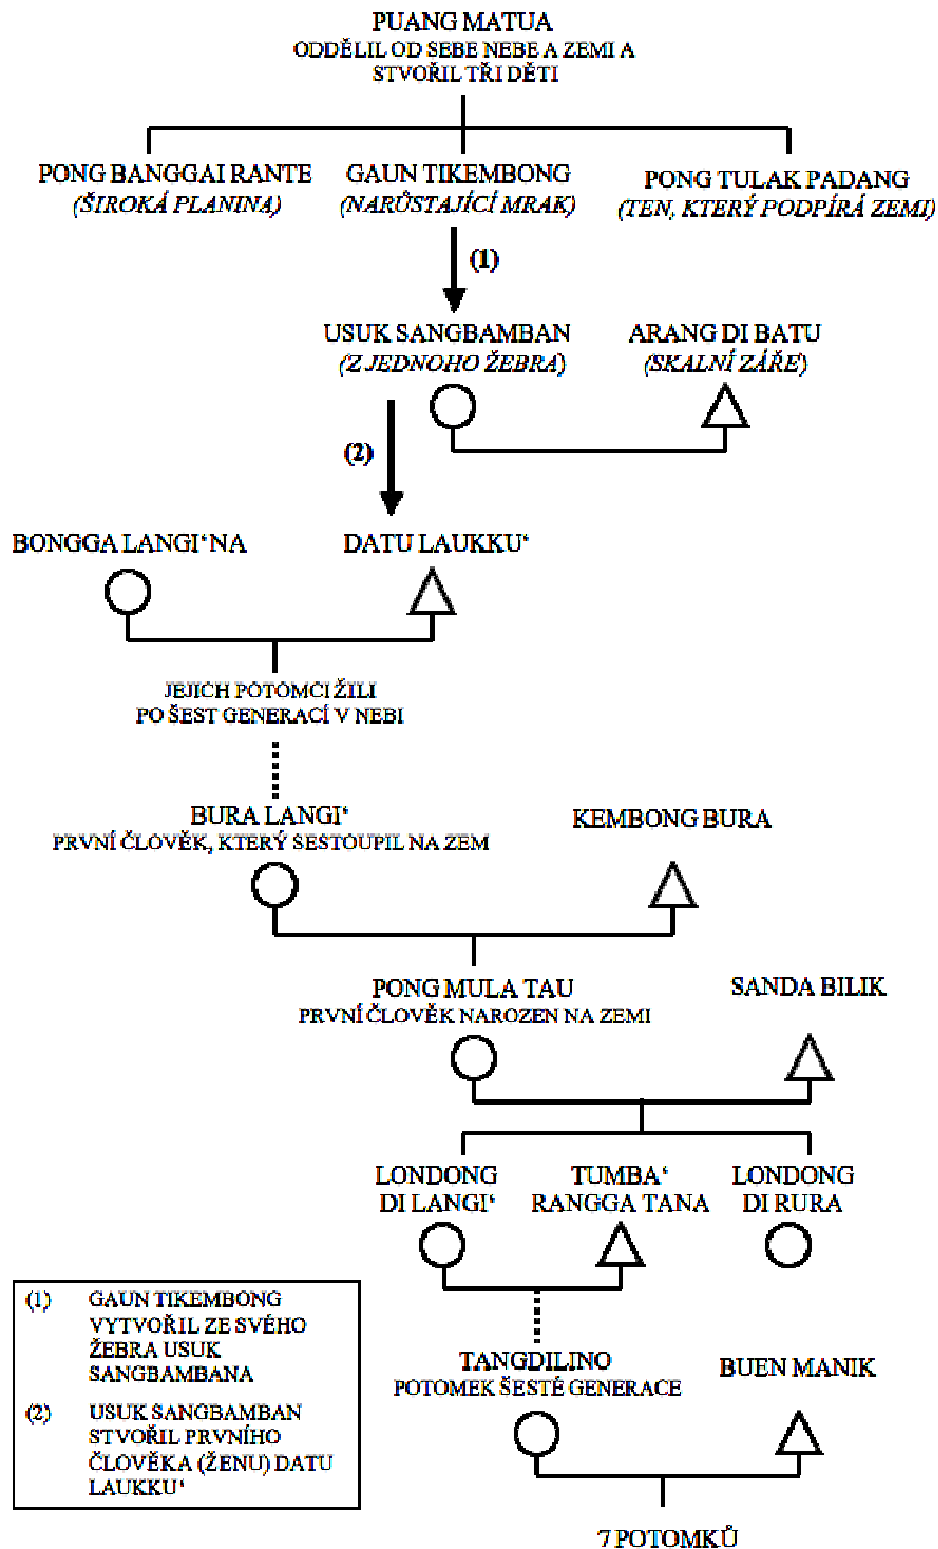 PUANG MATUA
ODDĚLIL OD SEBE NEBE A ZEMI A
STVOŘIL TŘI DĚTI
PONG BANGGAI RANTE
(ŠIROKÁ PLANINA)
GAUN TIKEMBONG
(NARŮSTAJÍCÍ MRAK)
PONG TULAK PADANG
(TEN, KTERÝ PODPÍRÁ ZEMI)
(1)
USUK SANGBAMBAN
(Z JEDNOHO ŽEBRA)
ARANG DI BATU
(SKALNÍ ZÁŘE)
(2)
BONGGA LANGI‘NA
DATU LAUKKU‘
JEJICH POTOMCI ŽILI
PO ŠEST GENERACÍ V NEBI
BURA LANGI‘
PRVNÍ ČLOVĚK, KTERÝ SESTOUPIL NA ZEM
KEMBONG BURA
PONG MULA TAU
PRVNÍ ČLOVĚK NAROZEN NA ZEMI
SANDA BILIK
LONDONG
DI LANGI‘
TUMBA‘
RANGGA TANA
LONDONG
DI RURA
TANGDILINO
POTOMEK ŠESTÉ GENERACE
BUEN MANIK
7 POTOMKŮ
(1) GAUN TIKEMBONG
VYTVOŘIL ZE SVÉHO
ŽEBRA USUK
SANGBAMBANA
(2) USUK SANGBAMBAN
STVOŘIL PRVNÍHO
ČLOVĚKA (ŽENU) DATU
LAUKKU‘